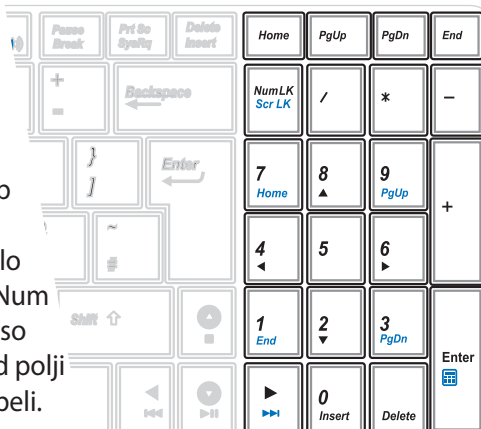 Pause Prt Sc Delete Home PgUp PgDn End
Break SysRq Insert
+ Backspace NumLK / * −
= Scr LK
} Enter 7 8 9 +
] Home PgUp
~ 4 5 6
#
lo
Num
so
d polji
peli.
Shift 1 2 3
End PgDn
Enter
0
Insert Delete